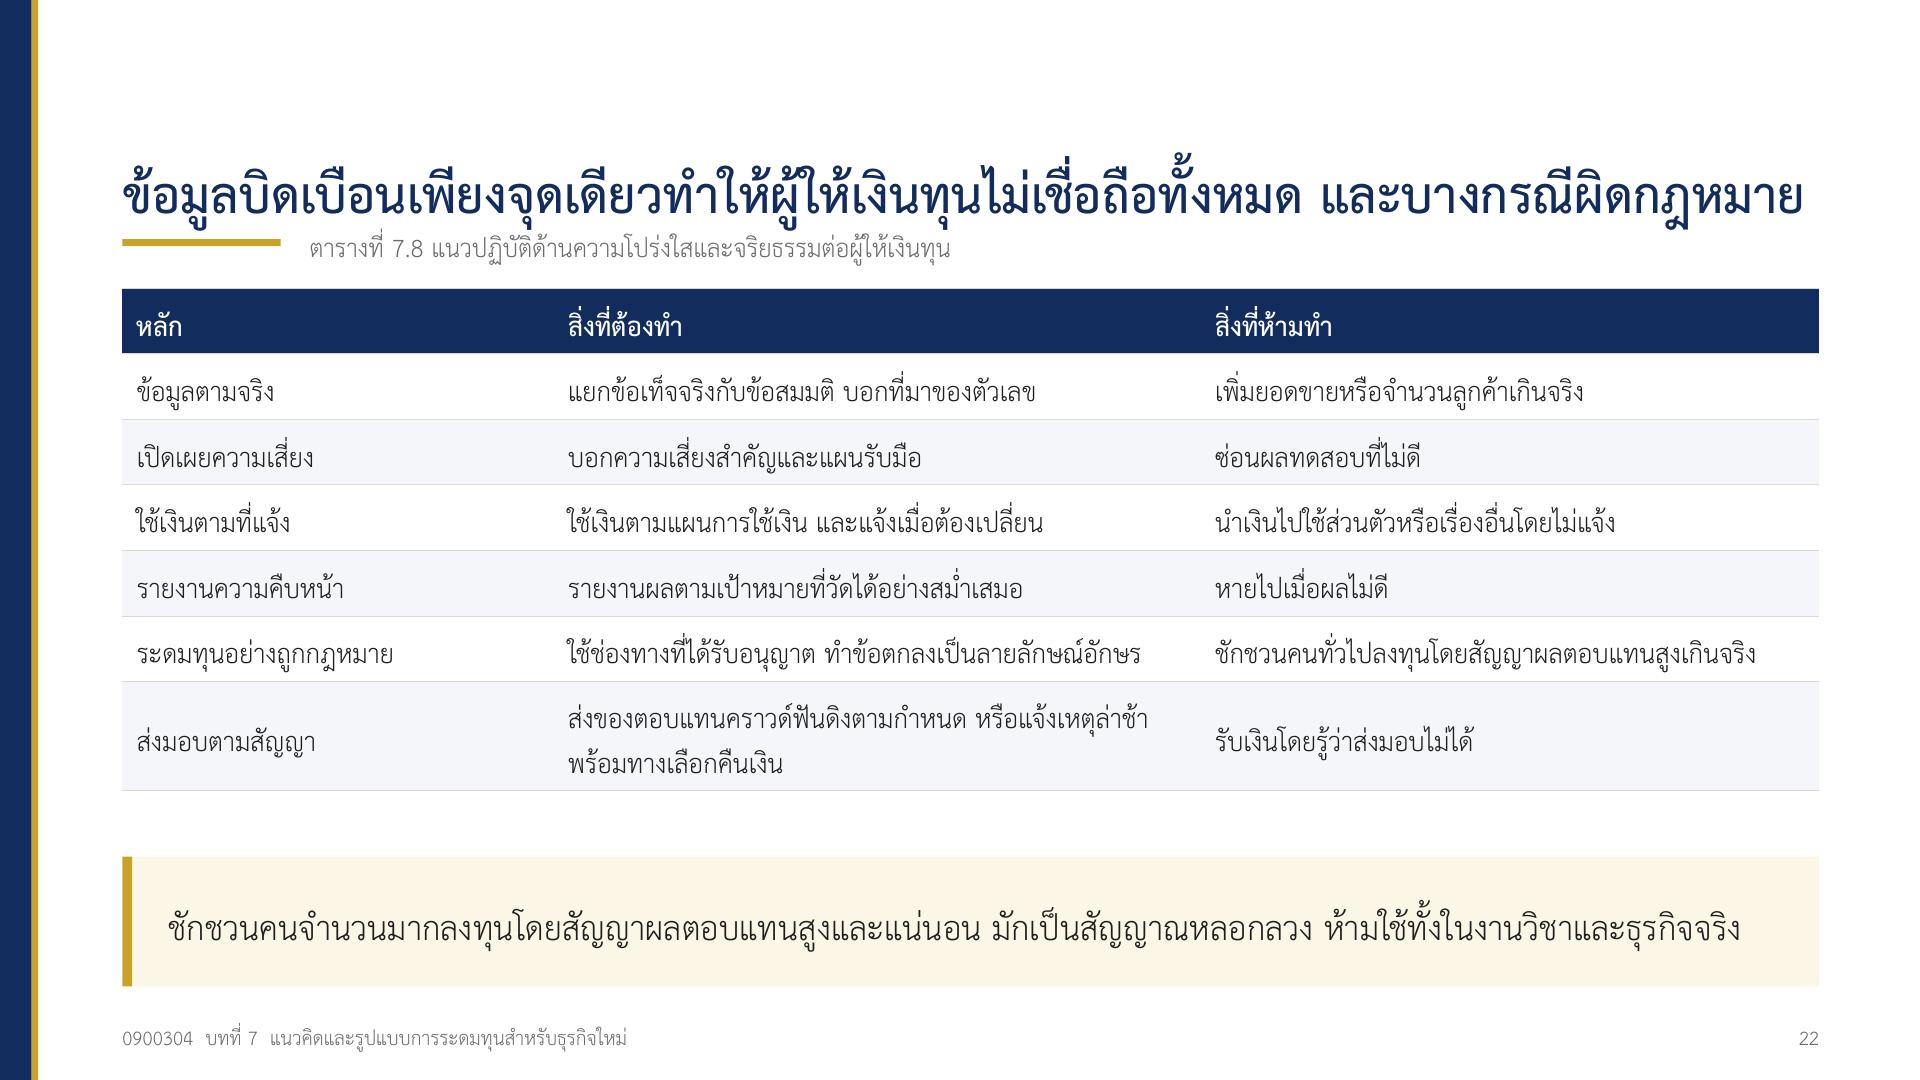 ข้อมูลบิดเบือนเพียงจุดเดียวทำให้ผู้ให้เงินทุนไม่เชื่อถือทั้งหมด และบางกรณีผิดกฎหมาย
ตารางที่ 7.8 แนวปฏิบัติด้านความโปร่งใสและจริยธรรมต่อผู้ให้เงินทุน
หลัก สิ่งที่ต้องทำ สิ่งที่ห้ามทำ
ข้อมูลตามจริง แยกข้อเท็จจริงกับข้อสมมติ บอกที่มาของตัวเลข เพิ่มยอดขายหรือจำนวนลูกค้าเกินจริง
เปิดเผยความเสี่ยง บอกความเสี่ยงสำคัญและแผนรับมือ ซ่อนผลทดสอบที่ไม่ดี
ใช้เงินตามที่แจ้ง ใช้เงินตามแผนการใช้เงิน และแจ้งเมื่อต้องเปลี่ยน นำเงินไปใช้ส่วนตัวหรือเรื่องอื่นโดยไม่แจ้ง
รายงานความคืบหน้า รายงานผลตามเป้าหมายที่วัดได้อย่างสม่ำเสมอ หายไปเมื่อผลไม่ดี
ระดมทุนอย่างถูกกฎหมาย ใช้ช่องทางที่ได้รับอนุญาต ทำข้อตกลงเป็นลายลักษณ์อักษร ชักชวนคนทั่วไปลงทุนโดยสัญญาผลตอบแทนสูงเกินจริง
ส่งมอบตามสัญญา ส่งของตอบแทนคราวด์ฟันดิงตามกำหนด หรือแจ้งเหตุล่าช้า
พร้อมทางเลือกคืนเงิน รับเงินโดยรู้ว่าส่งมอบไม่ได้
ชักชวนคนจำนวนมากลงทุนโดยสัญญาผลตอบแทนสูงและแน่นอน มักเป็นสัญญาณหลอกลวง ห้ามใช้ทั้งในงานวิชาและธุรกิจจริง
0900304 บทที่ 7 แนวคิดและรูปแบบการระดมทุนสำหรับธุรกิจใหม่ 22